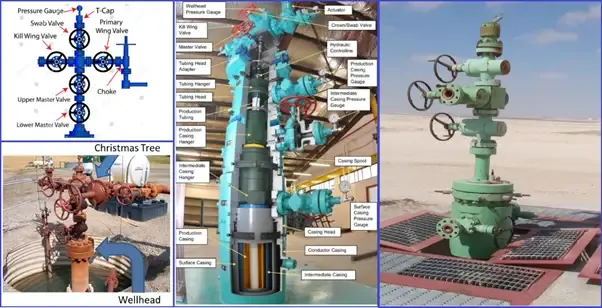 Pressure Gauge
T-Cap
Swab Valve
Primary
Wing Valve
Kill Wing Valve
Choke
Upper Master Valve
Lower Master Valve
Christmas Tree
Wellhead
Wellhead
Pressure Gauge
Kill Wing
Valve
Master Valve
Tubing Head
Adapter
Tubing Hanger
Tubing Head
Production
Tubing
Production
Casing
Hanger
Intermediate
Casing
Hanger
Production
Casing
Surface Casing
Actuator
Crown/Swab Valve
Hydraulic
Controlline
Production
Casing
Pressure
Gauge
Intermediate
Casing Pressure
Gauge
Casing Spool
Surface
Casing
Pressure
Gauge
Casing Head
Conductor Casing
Intermediate Casing